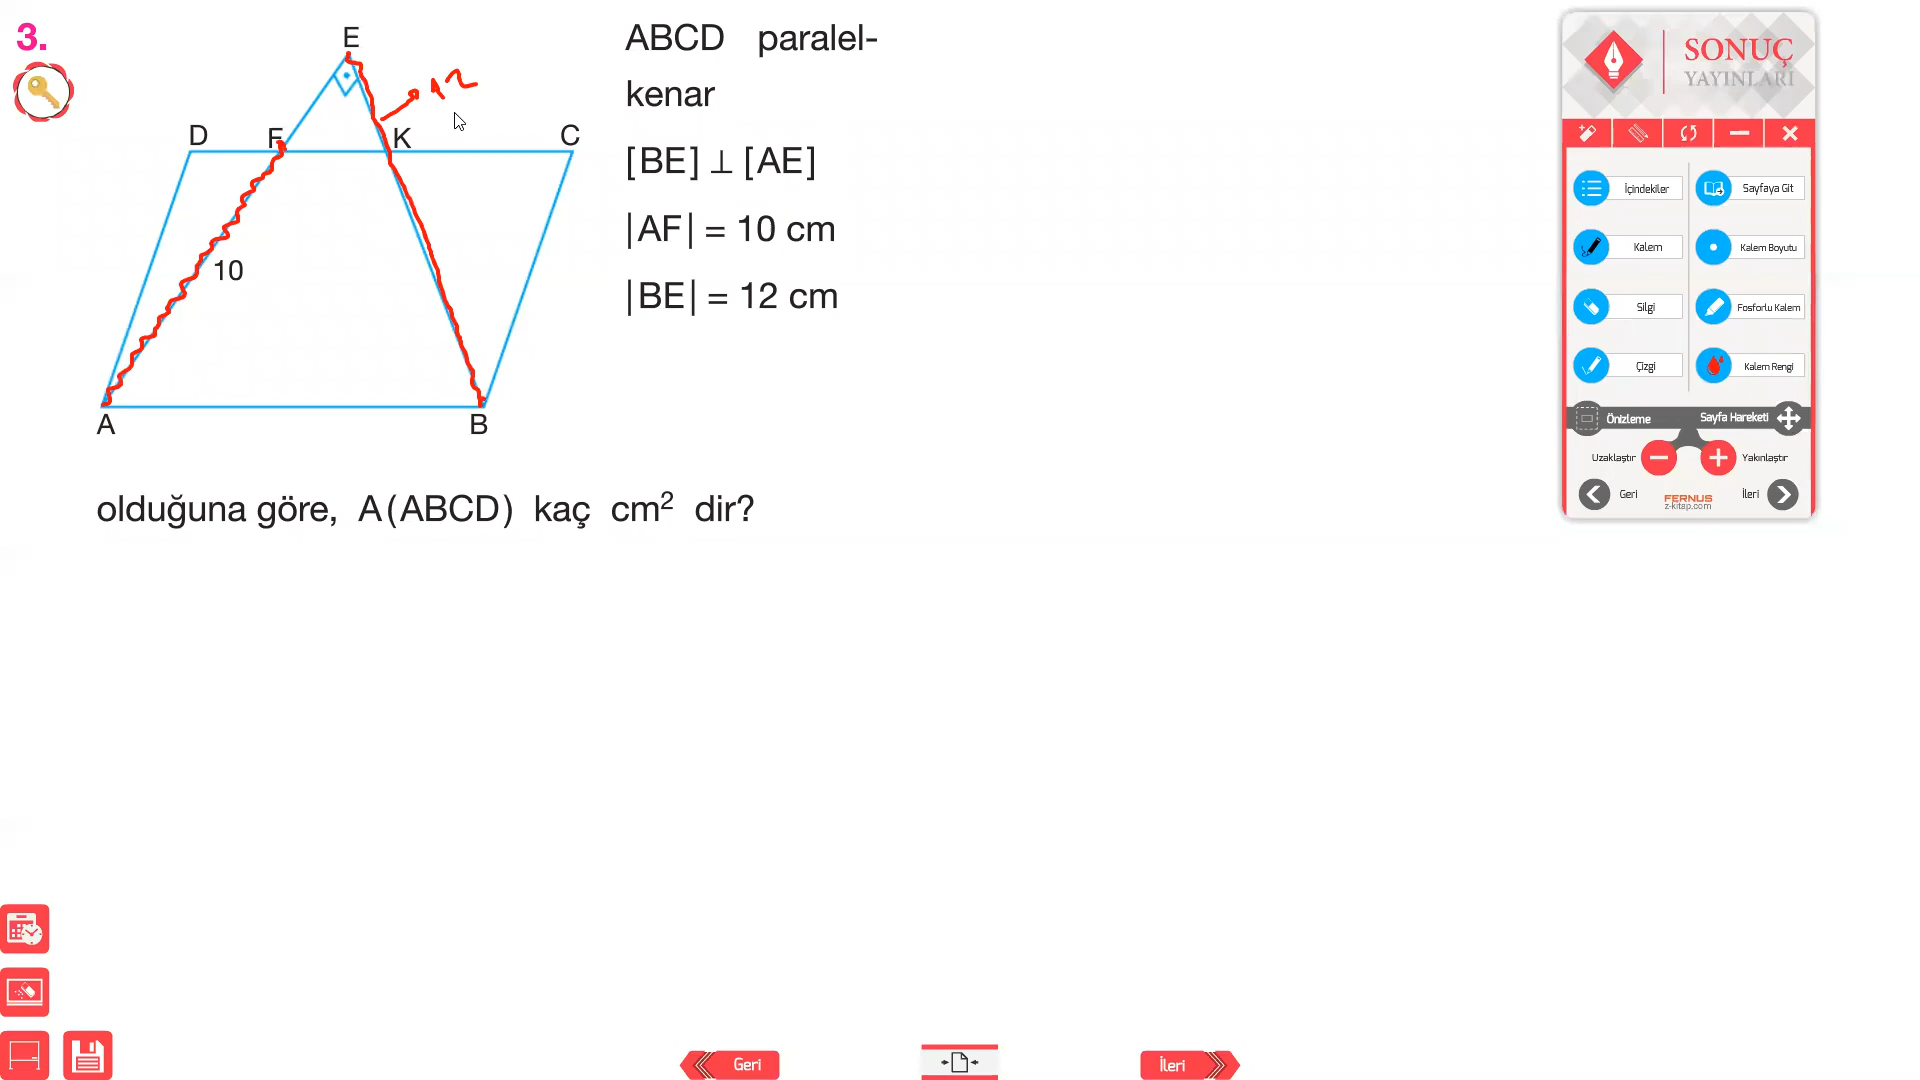 3.
E
12
D
F
K
C
10
A
B
ABCD paralel-
kenar
[BE] ⊥ [AE]
|AF| = 10 cm
|BE| = 12 cm
olduğuna göre, A(ABCD) kaç cm² dir?
SONUÇ
YAYINLARI
İçindekiler
Sayfaya Git
Kalem
Kalem Boyutu
Silgi
Fosforlu Kalem
Çizgi
Kalem Rengi
Önizleme
Sayfa Hareketi
Uzaklaştır
Yakınlaştır
Geri
FERNUS
z-kitap.com
İleri
Geri
İleri